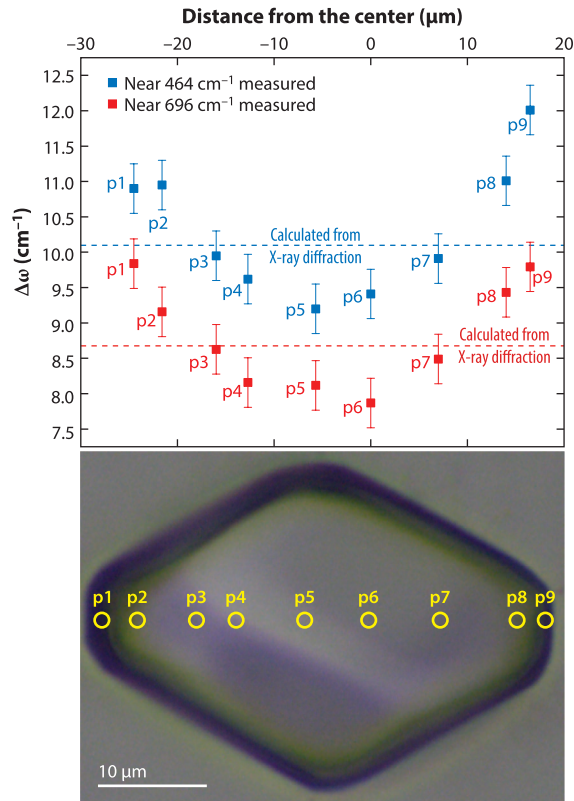 Distance from the center (μm)
−30 −20 −10 0 10 20
Near 464 cm⁻¹ measured
Near 696 cm⁻¹ measured
Δω (cm⁻¹)
12.5
12.0
11.5
11.0
10.5
10.0
9.5
9.0
8.5
8.0
7.5
p1
p2
p3
p4
p5
p6
p7
p8
p9
Calculated from
X-ray diffraction
p1
p2
p3
p4
p5
p6
p7
p8
p9
Calculated from
X-ray diffraction
p1 p2 p3 p4 p5 p6 p7 p8 p9
10 μm